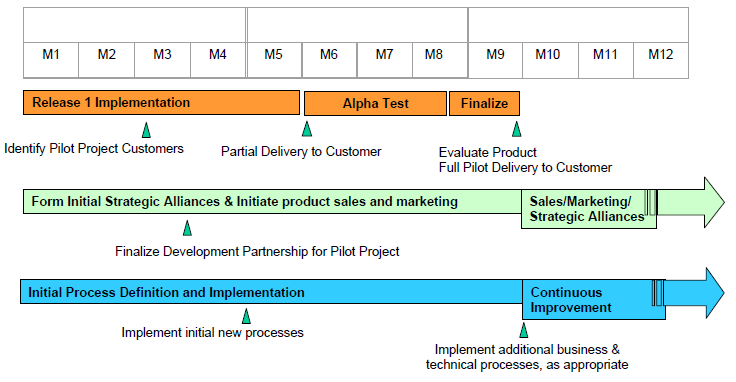 M1 M2 M3 M4 M5 M6 M7 M8 M9 M10 M11 M12
Release 1 Implementation
Alpha Test
Finalize
Identify Pilot Project Customers
Partial Delivery to Customer
Evaluate Product
Full Pilot Delivery to Customer
Form Initial Strategic Alliances & Initiate product sales and marketing
Sales/Marketing/
Strategic Alliances
Finalize Development Partnership for Pilot Project
Initial Process Definition and Implementation
Continuous
Improvement
Implement initial new processes
Implement additional business &
technical processes, as appropriate